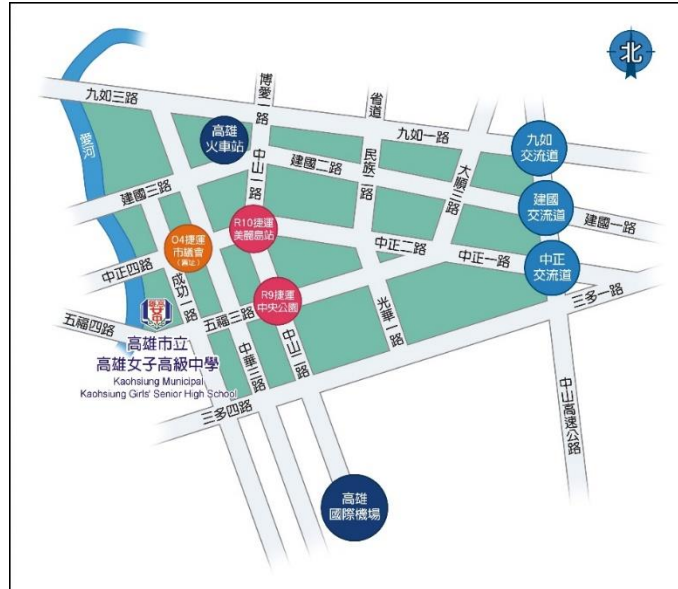 北
博愛一路
省道
九如三路
九如一路
高雄
火車站
九如
交流道
愛河
建國二路
民族二路
大順三路
中山一路
建國三路
建國
交流道
建國一路
R10捷運
美麗島站
O4捷運
市議會
(舊址)
中正二路
中正一路
中正
交流道
中正四路
成功一路
R9捷運
中央公園
五福三路
五福四路
光華一路
三多一路
高雄市立
高雄女子高級中學
Kaohsiung Municipal
Kaohsiung Girls' Senior High School
中華三路
中山二路
三多四路
中山高速公路
高雄
國際機場